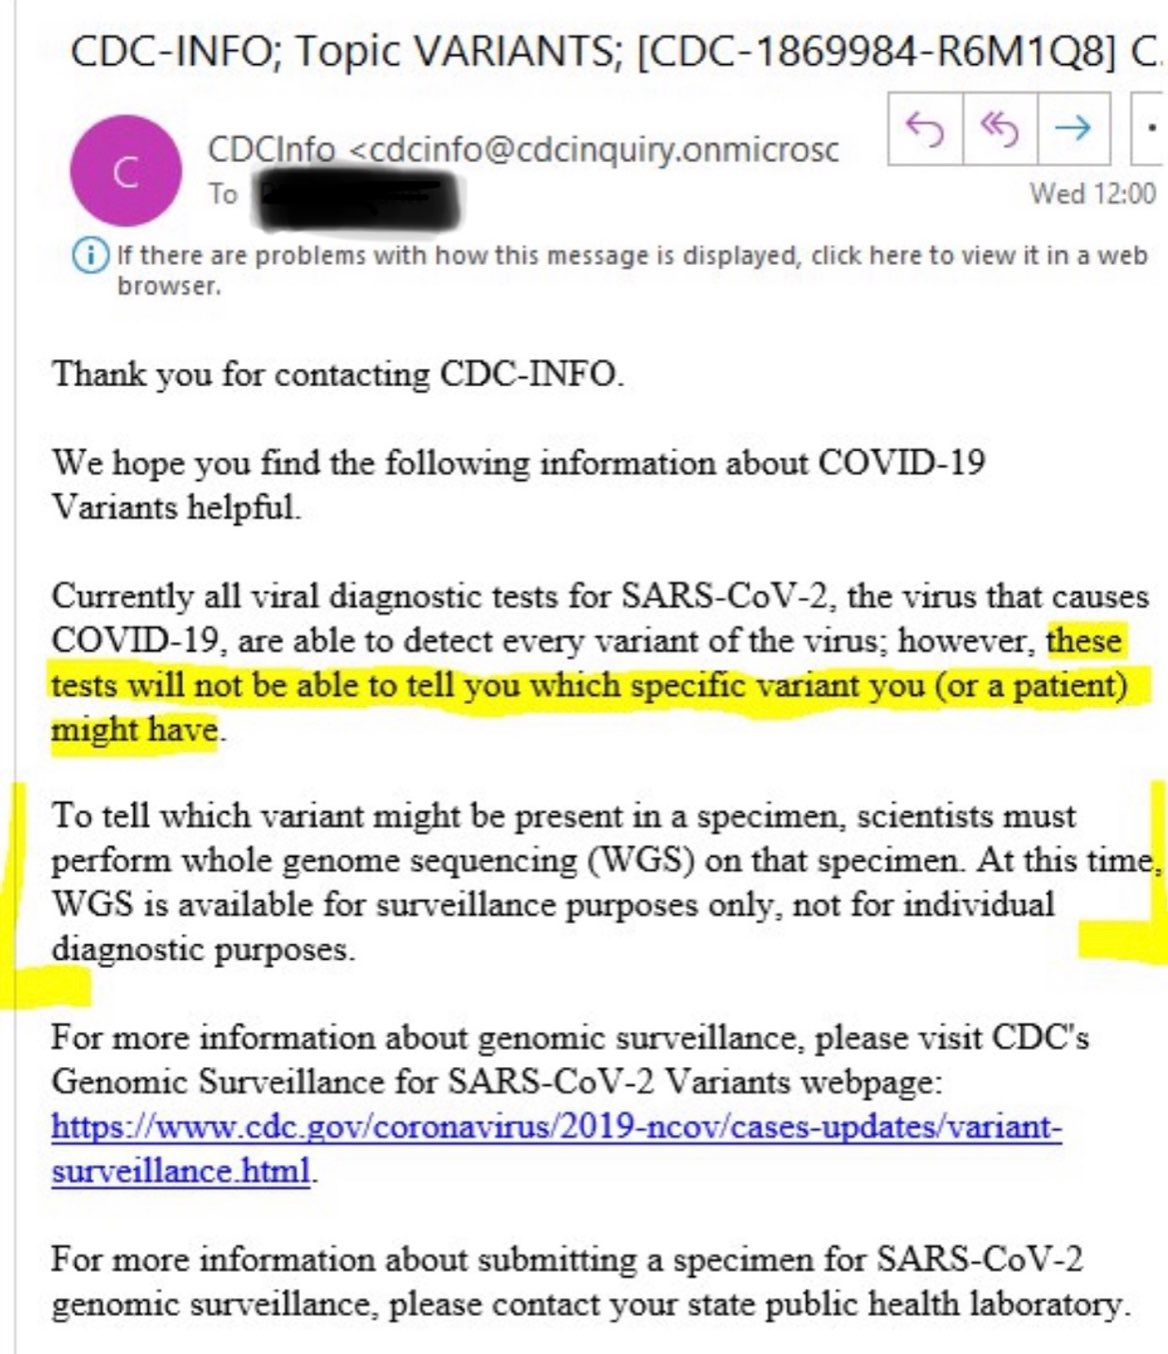 CDC-INFO; Topic VARIANTS; [CDC-1869984-R6M1Q8] C.
C
CDCInfo <cdcinfo@cdcinquiry.onmicrosc
To
Wed 12:00
If there are problems with how this message is displayed, click here to view it in a web
browser.
Thank you for contacting CDC-INFO.
We hope you find the following information about COVID-19
Variants helpful.
Currently all viral diagnostic tests for SARS-CoV-2, the virus that causes
COVID-19, are able to detect every variant of the virus; however, these
tests will not be able to tell you which specific variant you (or a patient)
might have.
To tell which variant might be present in a specimen, scientists must
perform whole genome sequencing (WGS) on that specimen. At this time,
WGS is available for surveillance purposes only, not for individual
diagnostic purposes.
For more information about genomic surveillance, please visit CDC's
Genomic Surveillance for SARS-CoV-2 Variants webpage:
https://www.cdc.gov/coronavirus/2019-ncov/cases-updates/variant-
surveillance.html.
For more information about submitting a specimen for SARS-CoV-2
genomic surveillance, please contact your state public health laboratory.